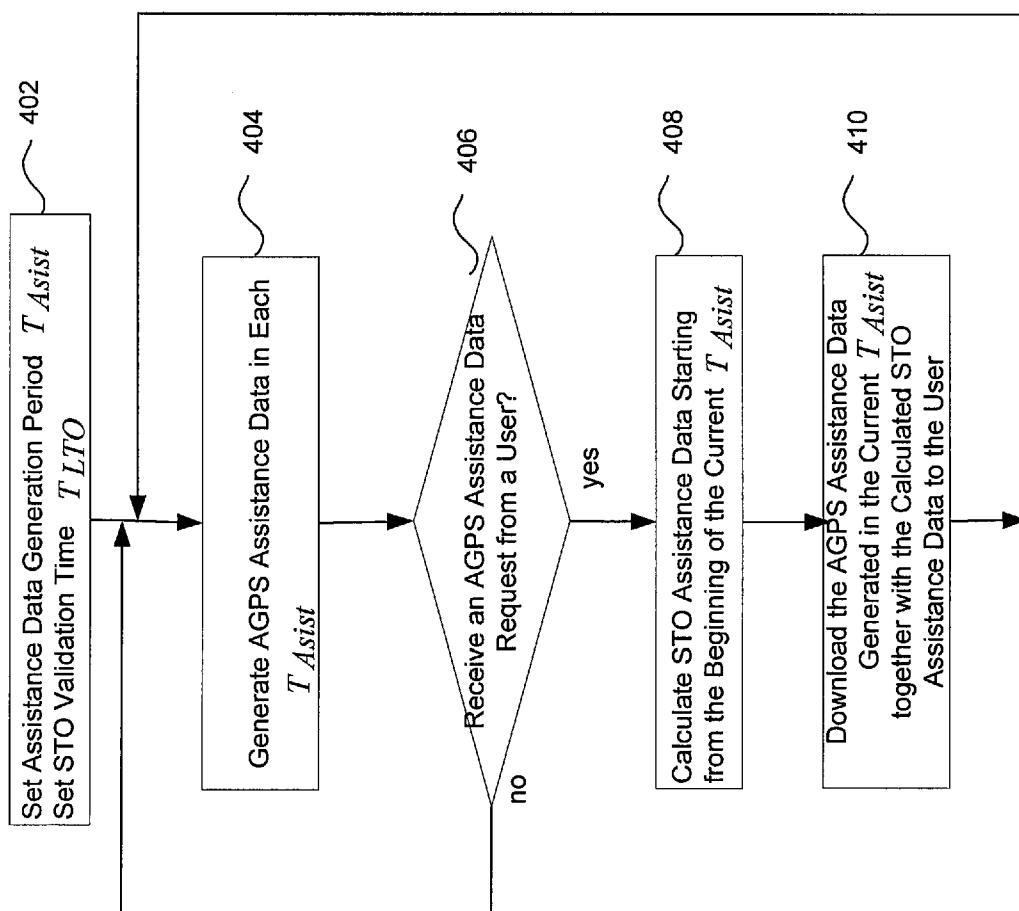 402
Set Assistance Data Generation Period T Asist
Set STO Validation Time T LTO
404
Generate AGPS Assistance Data in Each
T Asist
406
Receive an AGPS Assistance Data
Request from a User?
no
yes
408
Calculate STO Assistance Data Starting
from the Beginning of the Current T Asist
410
Download the AGPS Assistance Data
Generated in the Current T Asist
together with the Calculated STO
Assistance Data to the User